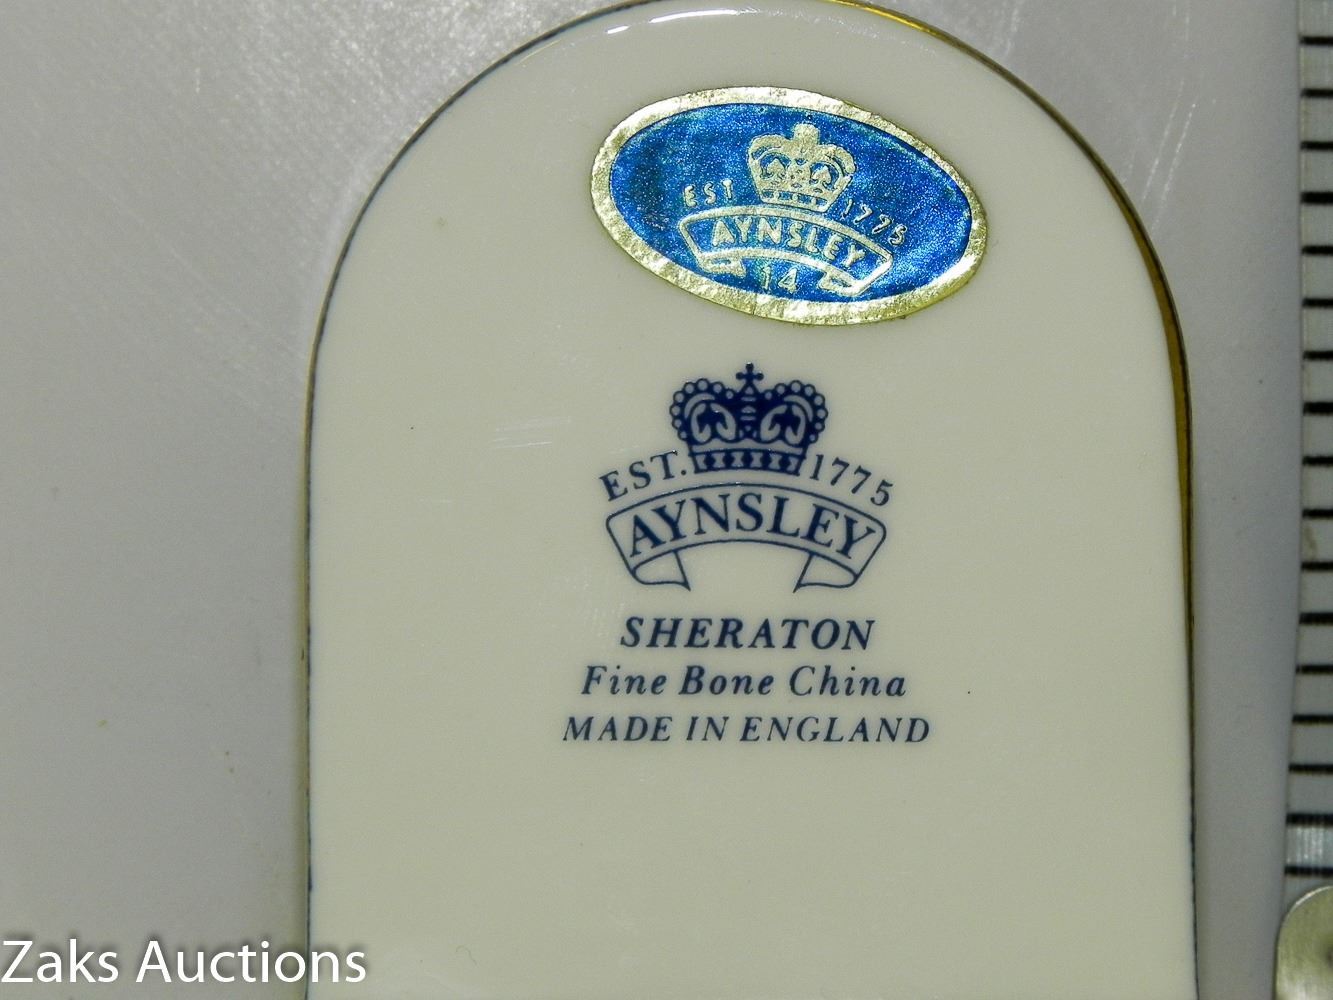 EST 1775
AYNSLEY
14
EST. 1775
AYNSLEY
SHERATON
Fine Bone China
MADE IN ENGLAND
Zaks Auctions